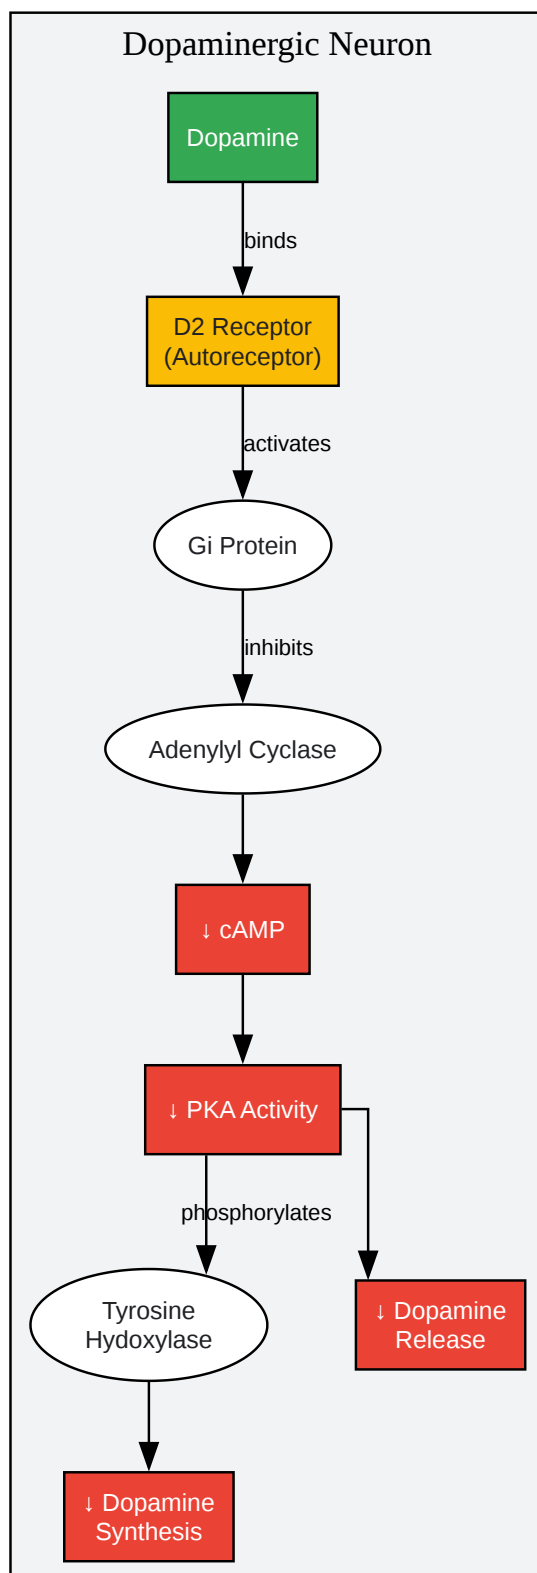 Dopaminergic Neuron
Dopamine
binds
D2 Receptor
(Autoreceptor)
activates
Gi Protein
inhibits
Adenylyl Cyclase
↓ cAMP
↓ PKA Activity
phosphorylates
Tyrosine
Hydoxylase
↓ Dopamine
Release
↓ Dopamine
Synthesis